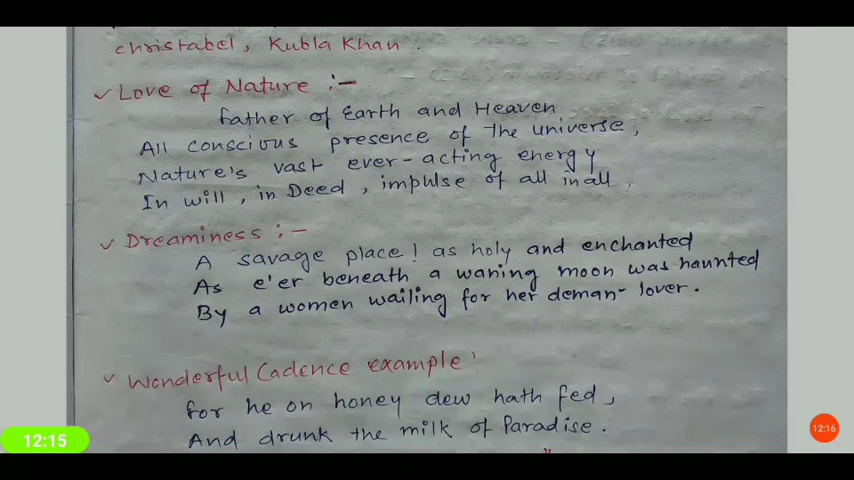 christabel, Kubla Khan.
✓ Love of Nature :-
Father of Earth and Heaven
All conscious presence of the universe,
Nature's vast ever-acting energy
In will, in Deed, impulse of all in all.
✓ Dreaminess :-
A savage place! as holy and enchanted
As e'er beneath a waning moon was haunted
By a women wailing for her deman-lover.
✓ Wonderful Cadence example!
For he on honey dew hath fed,
And drunk the milk of Paradise.
12:15
12:16